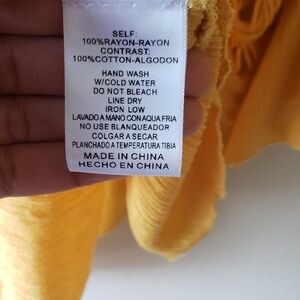 SELF:
100%RAYON-RAYON
CONTRAST:
100%COTTON-ALGODON
HAND WASH
W/COLD WATER
DO NOT BLEACH
LINE DRY
IRON LOW
LAVADO A MANO CON AQUA FRIA
NO USE BLANQUEADOR
COLGAR A SECAR
PLANCHADO A TEMPERATURA TIBIA
MADE IN CHINA
HECHO EN CHINA